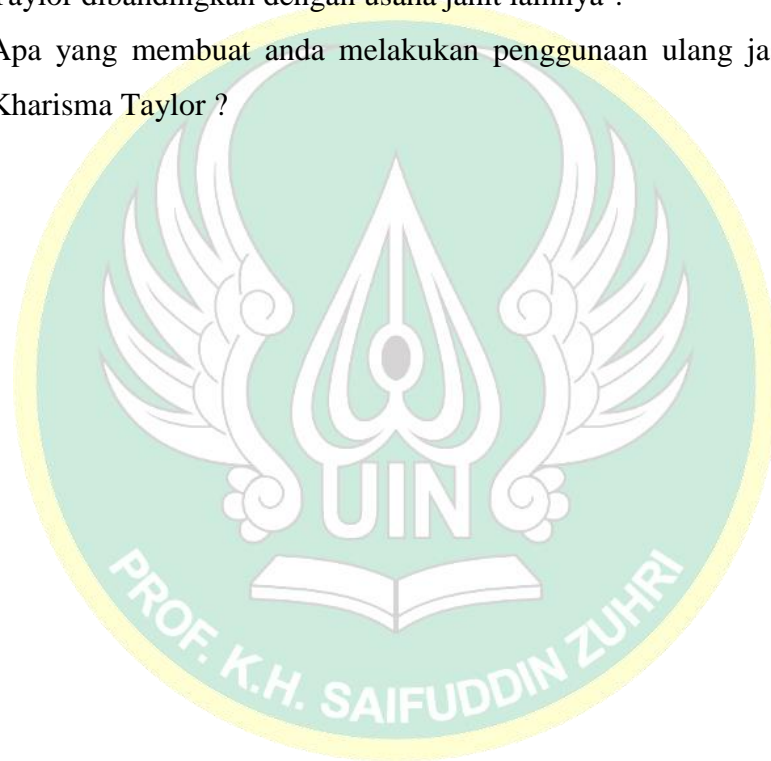 Taylor dibandingkan dengan usaha jahit lainnya ?
Apa yang membuat anda melakukan penggunaan ulang ja
Kharisma Taylor ?
UIN
PROF. K.H. SAIFUDDIN ZUHRI